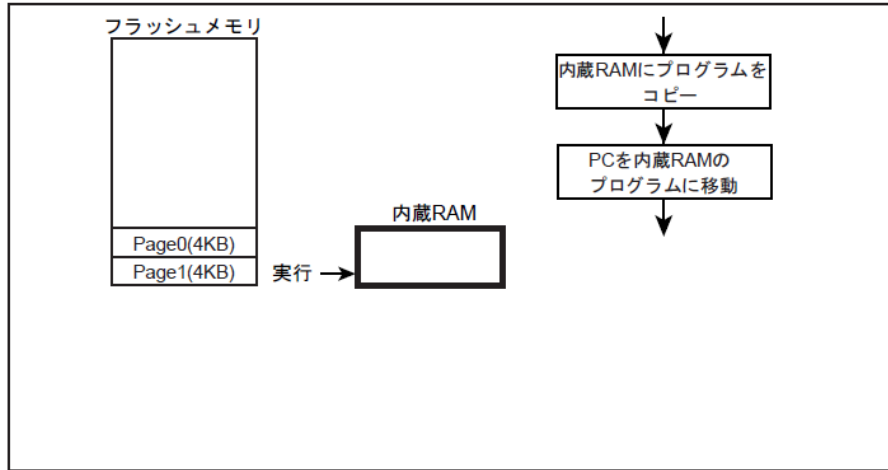 フラッシュメモリ
Page0(4KB)
Page1(4KB)
実行
内蔵RAM
内蔵RAMにプログラムを
コピー
PCを内蔵RAMの
プログラムに移動